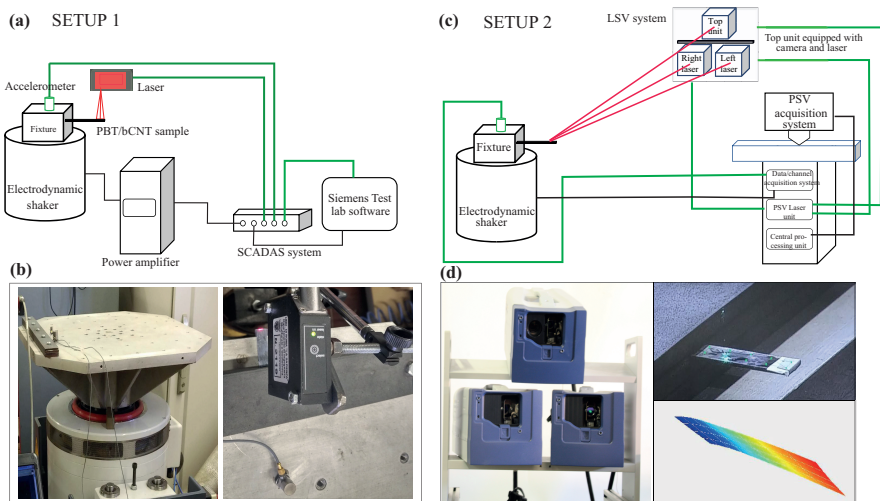 (a) SETUP 1
Accelerometer
Laser
Fixture
PBT/bCNT sample
Electrodynamic
shaker
Siemens Test
lab software
SCADAS system
Power amplifier
(b)
(c) SETUP 2
LSV system
Top
unit
Right
laser
Left
laser
Top unit equipped with
camera and laser
PSV
acquisition
system
Fixture
Data/channel
acquisition system
Electrodynamic
shaker
PSV Laser
unit
Central pro-
cessing unit
(d)